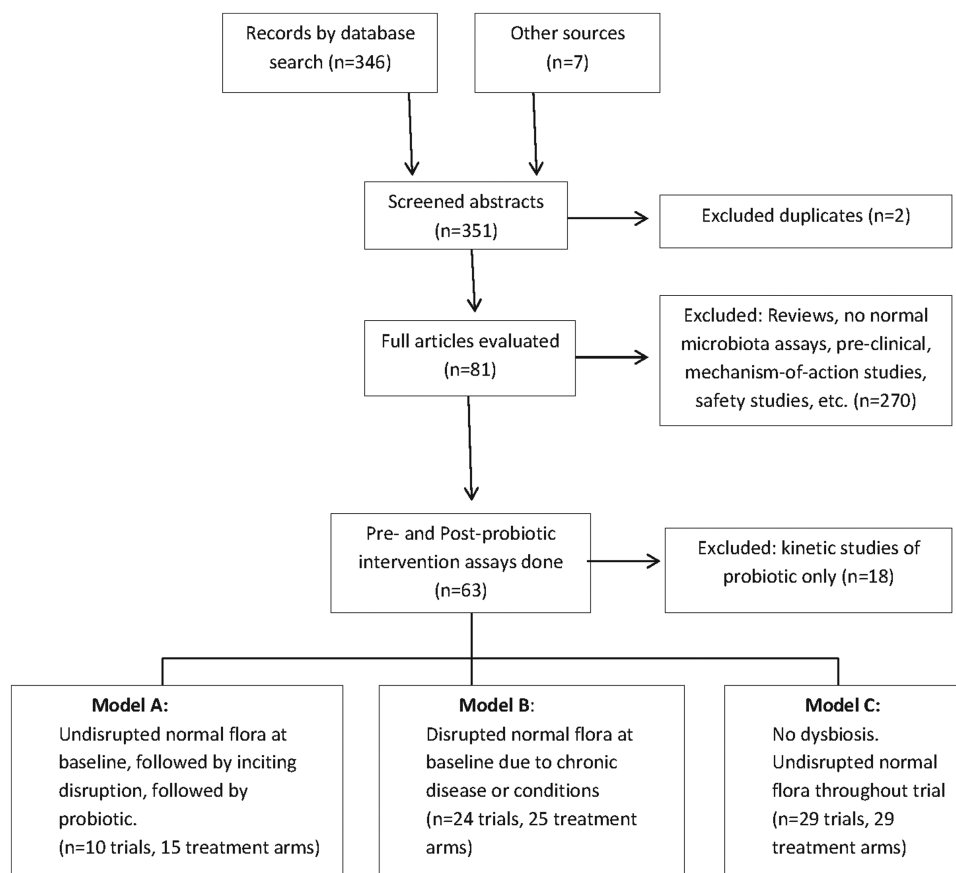 Records by database
search (n=346)
Other sources
(n=7)
Screened abstracts
(n=351)
Excluded duplicates (n=2)
Full articles evaluated
(n=81)
Excluded: Reviews, no normal
microbiota assays, pre-clinical,
mechanism-of-action studies,
safety studies, etc. (n=270)
Pre- and Post-probiotic
intervention assays done
(n=63)
Excluded: kinetic studies of
probiotic only (n=18)
Model A:
Undisrupted normal flora at
baseline, followed by inciting
disruption, followed by
probiotic.
(n=10 trials, 15 treatment arms)
Model B:
Disrupted normal flora at
baseline due to chronic
disease or conditions
(n=24 trials, 25 treatment
arms)
Model C:
No dysbiosis.
Undisrupted normal
flora throughout trial
(n=29 trials, 29
treatment arms)